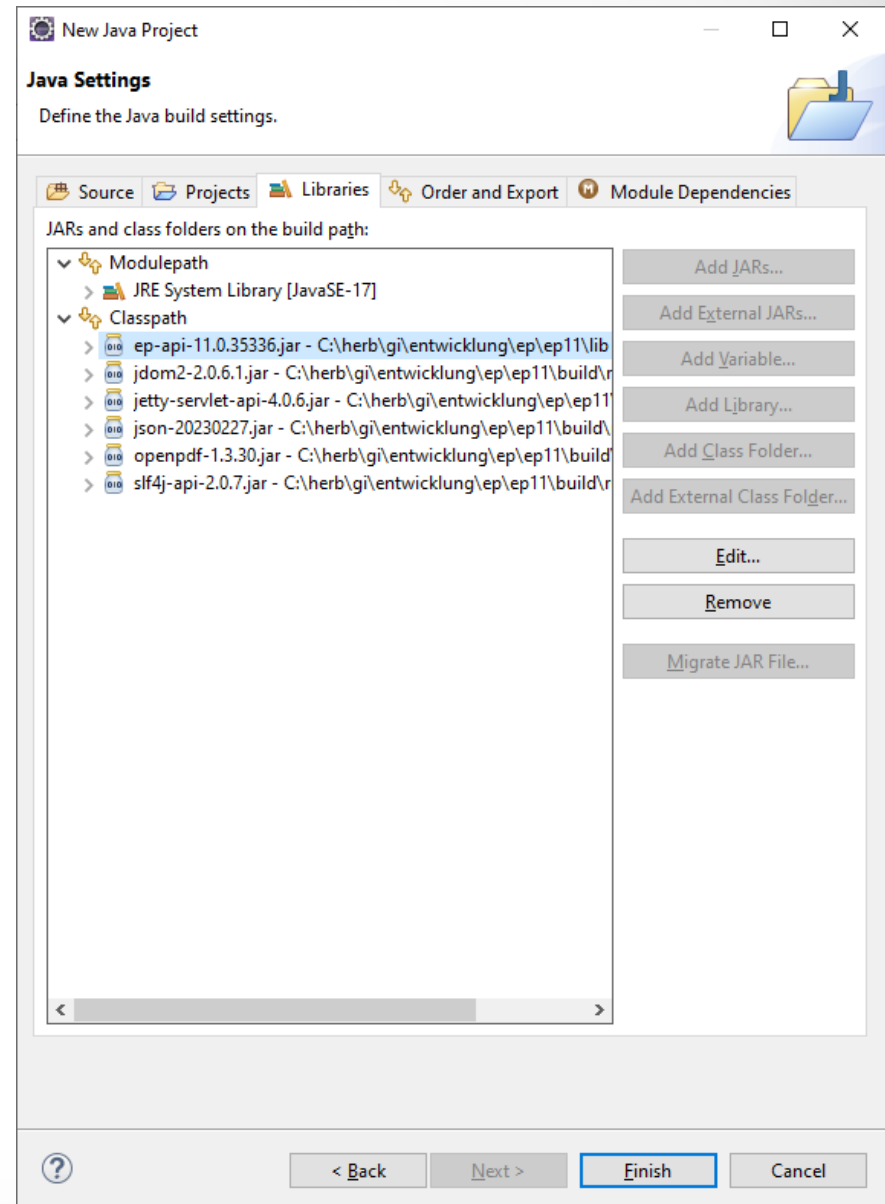 New Java Project
Java Settings
Define the Java build settings.
Source Projects Libraries Order and Export Module Dependencies
JARs and class folders on the build path:
Modulepath
JRE System Library [JavaSE-17]
Classpath
ep-api-11.0.35336.jar - C:\herb\gi\entwicklung\ep\ep11\lib
jdom2-2.0.6.1.jar - C:\herb\gi\entwicklung\ep\ep11\build\r
jetty-servlet-api-4.0.6.jar - C:\herb\gi\entwicklung\ep\ep11\
json-20230227.jar - C:\herb\gi\entwicklung\ep\ep11\build\
openpdf-1.3.30.jar - C:\herb\gi\entwicklung\ep\ep11\build\
slf4j-api-2.0.7.jar - C:\herb\gi\entwicklung\ep\ep11\build\r
Add JARs...
Add External JARs...
Add Variable...
Add Library...
Add Class Folder...
Add External Class Folder...
Edit...
Remove
Migrate JAR File...
< Back Next > Finish Cancel